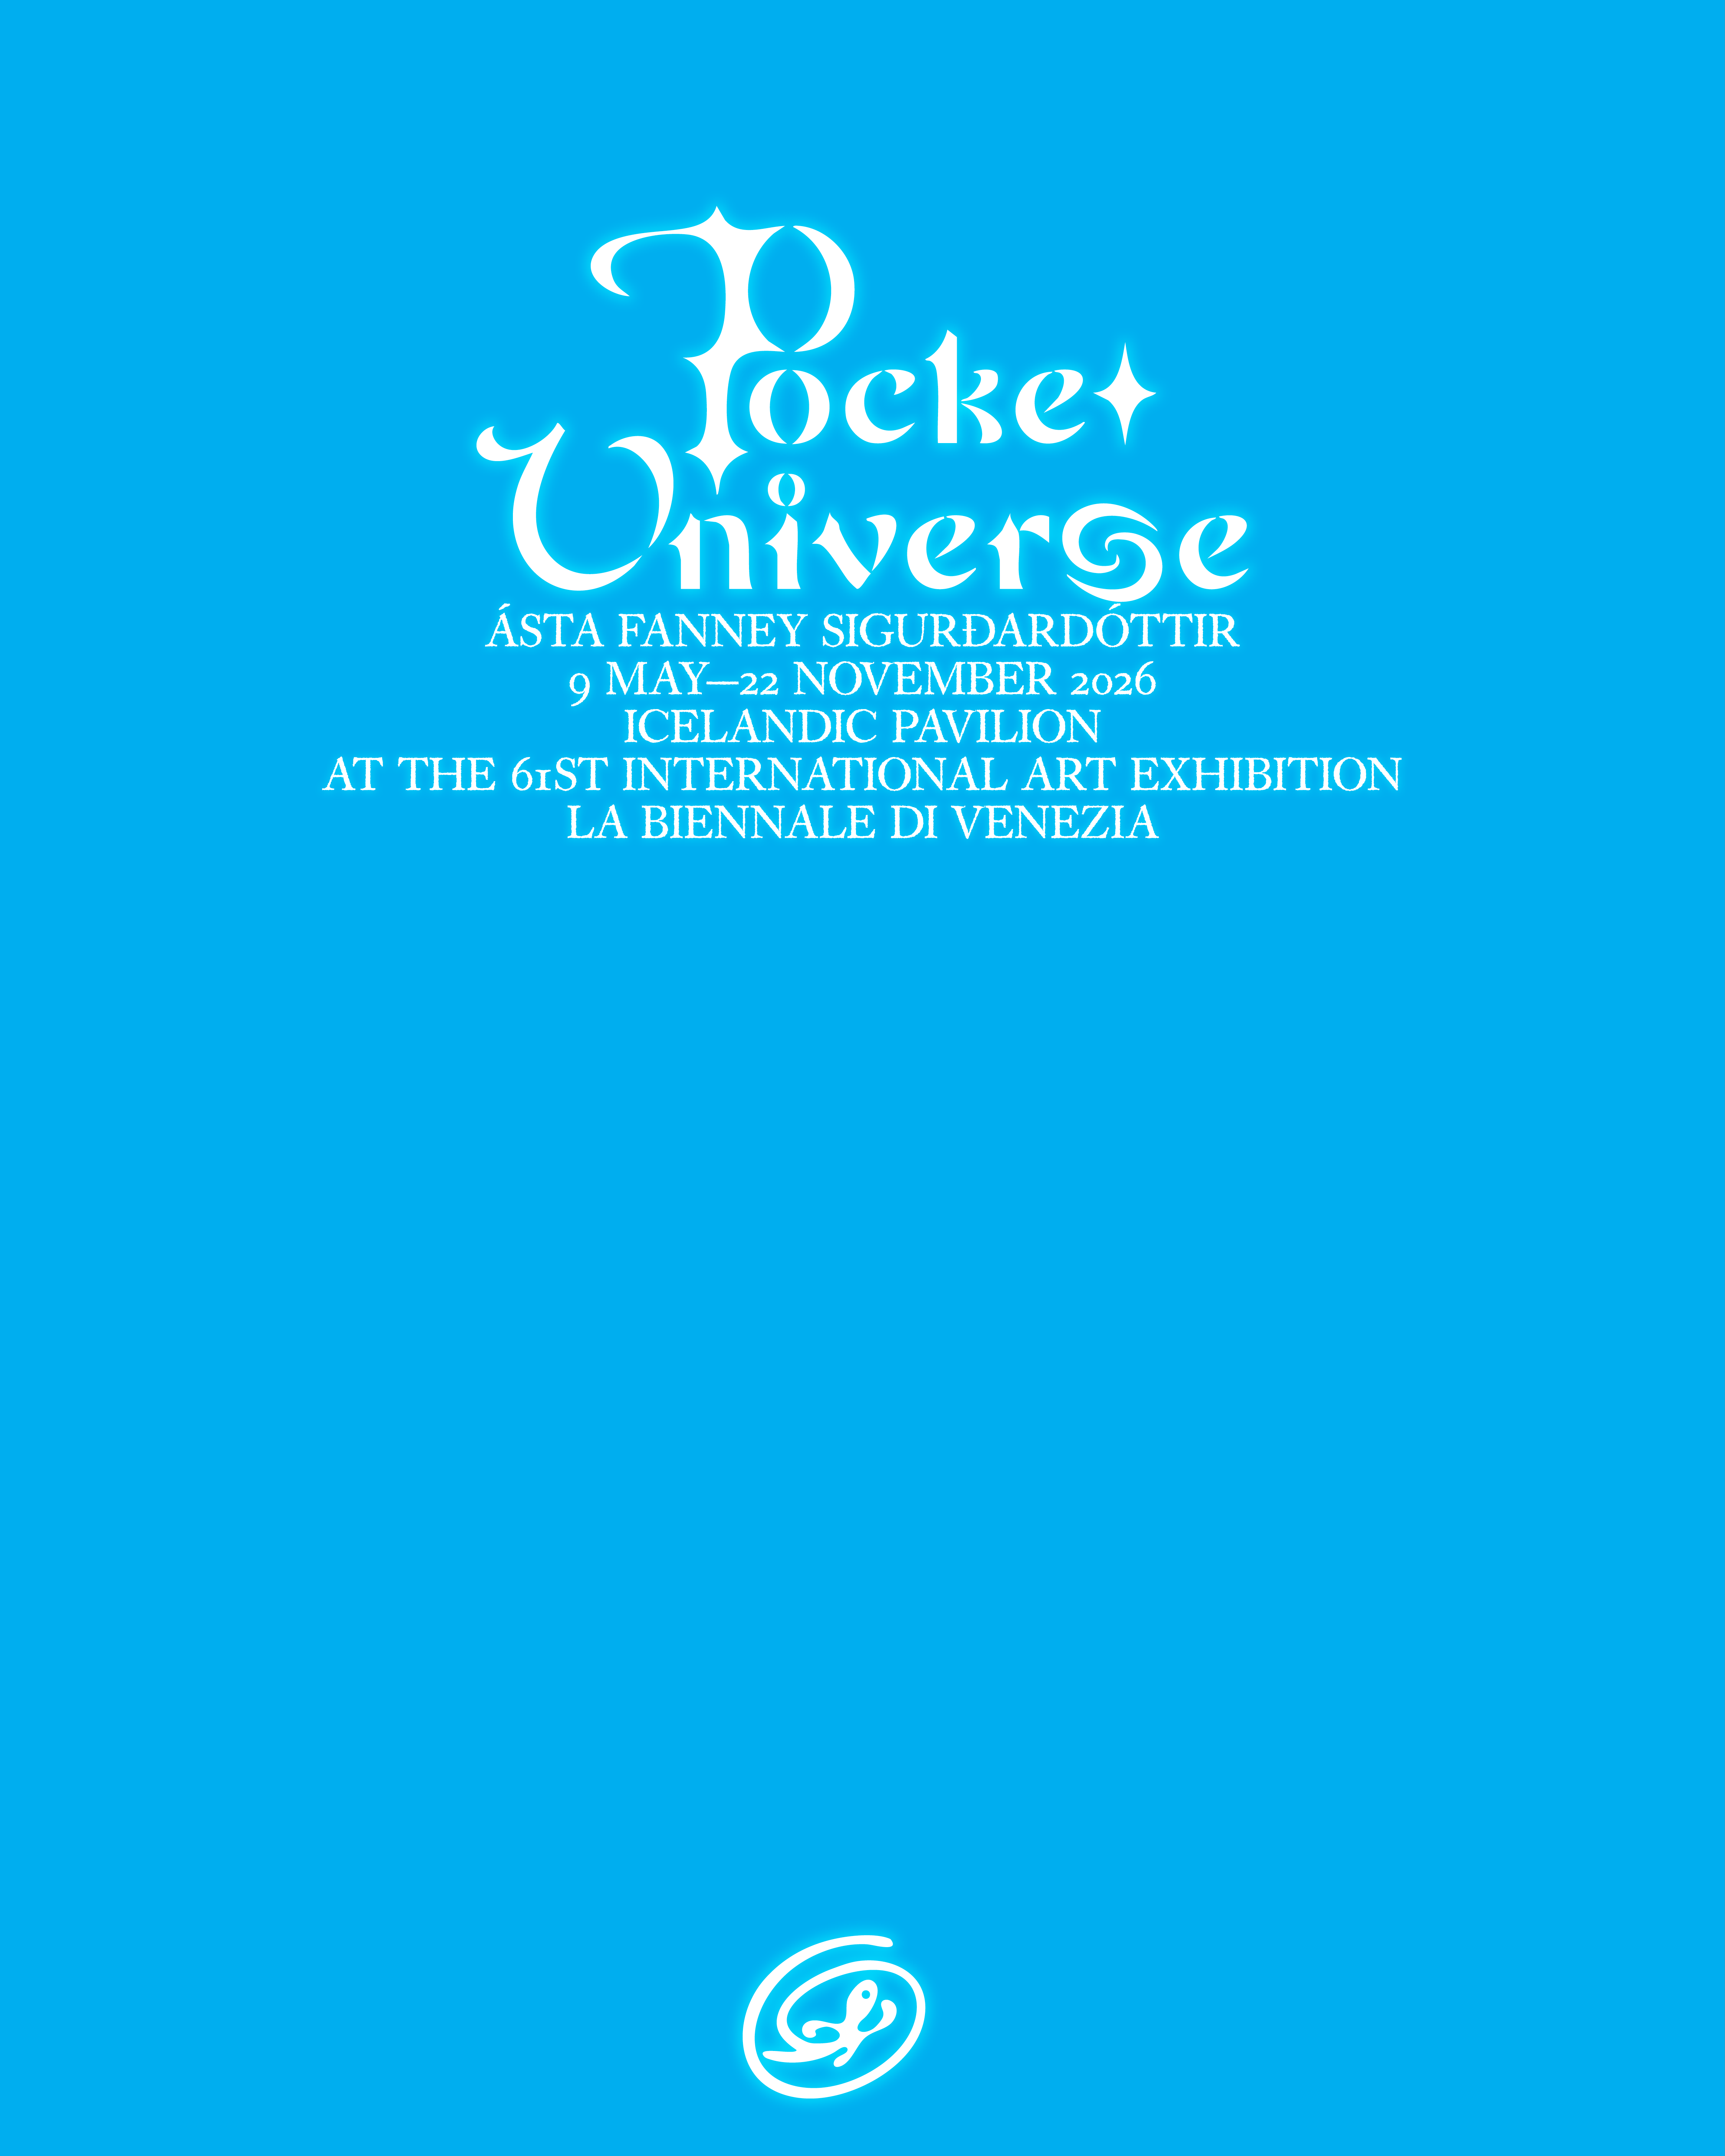 Pocket
Universe
ÁSTA FANNEY SIGURÐARDÓTTIR
9 MAY—22 NOVEMBER 2026
ICELANDIC PAVILION
AT THE 61ST INTERNATIONAL ART EXHIBITION
LA BIENNALE DI VENEZIA